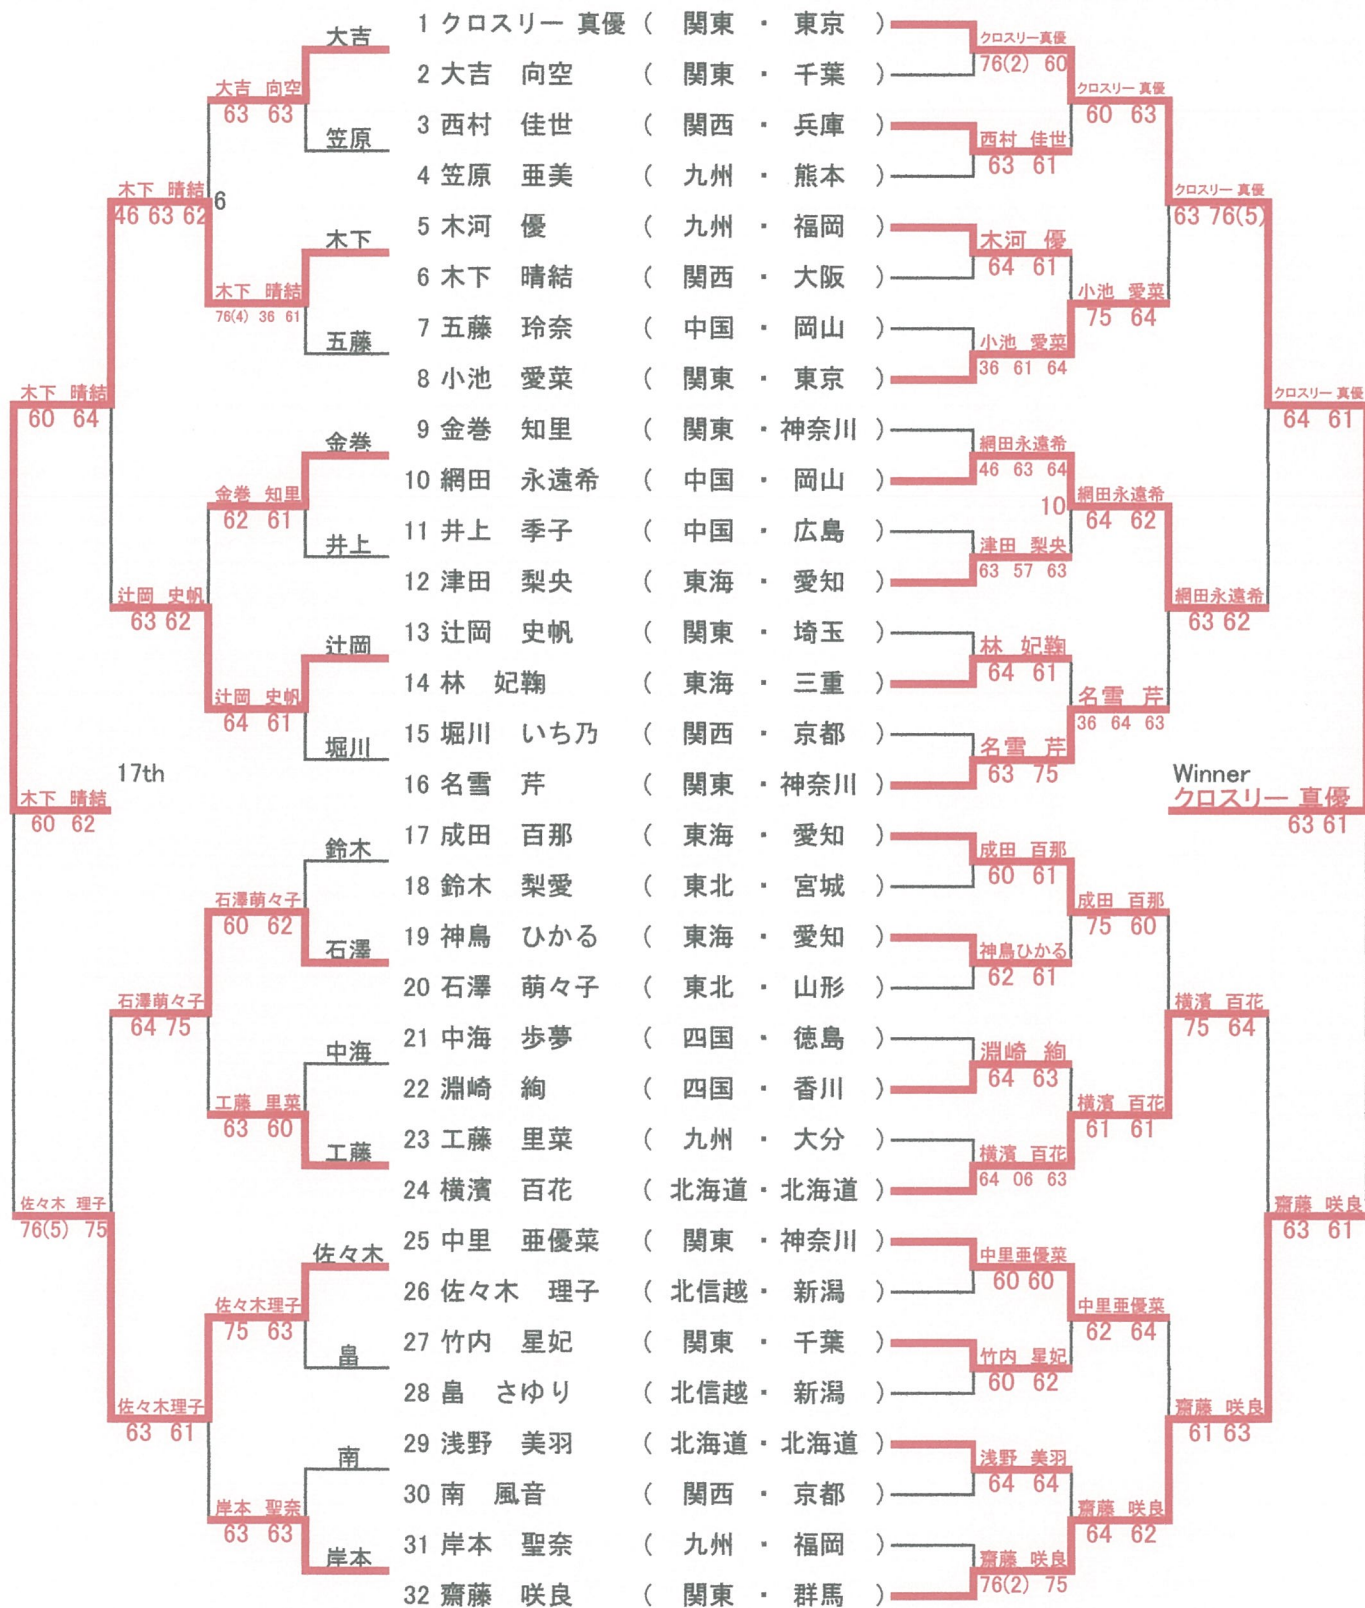 大吉
大吉 向空
63 63
笠原
木下 晴結
46 63 62
6
木下
木下 晴結
76(4) 36 61
五藤
木下 晴結
60 64
金巻
金巻 知里
62 61
井上
辻岡 史帆
63 62
辻岡
辻岡 史帆
64 61
堀川
17th
木下 晴結
60 62
鈴木
石澤萌々子
60 62
石澤
石澤萌々子
64 75
中海
工藤 里菜
63 60
工藤
佐々木 理子
76(5) 75
佐々木
佐々木理子
75 63
畠
佐々木理子
63 61
南
岸本 聖奈
63 63
岸本
1 クロスリー 真優 ( 関東 ・ 東京 )
2 大吉 向空 ( 関東 ・ 千葉 )
3 西村 佳世 ( 関西 ・ 兵庫 )
4 笠原 亜美 ( 九州 ・ 熊本 )
5 木河 優 ( 九州 ・ 福岡 )
6 木下 晴結 ( 関西 ・ 大阪 )
7 五藤 玲奈 ( 中国 ・ 岡山 )
8 小池 愛菜 ( 関東 ・ 東京 )
9 金巻 知里 ( 関東 ・ 神奈川 )
10 網田 永遠希 ( 中国 ・ 岡山 )
11 井上 季子 ( 中国 ・ 広島 )
12 津田 梨央 ( 東海 ・ 愛知 )
13 辻岡 史帆 ( 関東 ・ 埼玉 )
14 林 妃鞠 ( 東海 ・ 三重 )
15 堀川 いち乃 ( 関西 ・ 京都 )
16 名雪 芹 ( 関東 ・ 神奈川 )
17 成田 百那 ( 東海 ・ 愛知 )
18 鈴木 梨愛 ( 東北 ・ 宮城 )
19 神鳥 ひかる ( 東海 ・ 愛知 )
20 石澤 萌々子 ( 東北 ・ 山形 )
21 中海 歩夢 ( 四国 ・ 徳島 )
22 淵崎 絢 ( 四国 ・ 香川 )
23 工藤 里菜 ( 九州 ・ 大分 )
24 横濱 百花 ( 北海道 ・ 北海道 )
25 中里 亜優菜 ( 関東 ・ 神奈川 )
26 佐々木 理子 ( 北信越 ・ 新潟 )
27 竹内 星妃 ( 関東 ・ 千葉 )
28 畠 さゆり ( 北信越 ・ 新潟 )
29 浅野 美羽 ( 北海道 ・ 北海道 )
30 南 風音 ( 関西 ・ 京都 )
31 岸本 聖奈 ( 九州 ・ 福岡 )
32 齋藤 咲良 ( 関東 ・ 群馬 )
クロスリー真優
76(2) 60
クロスリー 真優
60 63
西村 佳世
63 61
クロスリー 真優
63 76(5)
木河 優
64 61
小池 愛菜
75 64
小池 愛菜
36 61 64
クロスリー 真優
64 61
網田永遠希
46 63 64
10
網田永遠希
64 62
津田 梨央
63 57 63
網田永遠希
63 62
林 妃鞠
64 61
名雪 芹
36 64 63
名雪 芹
63 75
Winner
クロスリー 真優
63 61
成田 百那
60 61
成田 百那
75 60
神鳥ひかる
62 61
横濱 百花
75 64
淵崎 絢
64 63
横濱 百花
61 61
横濱 百花
64 06 63
齋藤 咲良
63 61
中里亜優菜
60 60
中里亜優菜
62 64
竹内 星妃
60 62
齋藤 咲良
61 63
浅野 美羽
64 64
齋藤 咲良
64 62
齋藤 咲良
76(2) 75